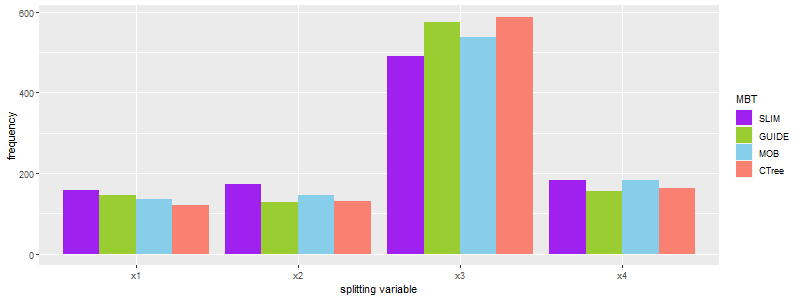 600
400
200
0
frequency
x1
x2
x3
x4
splitting variable
MBT
SLIM
GUIDE
MOB
CTree